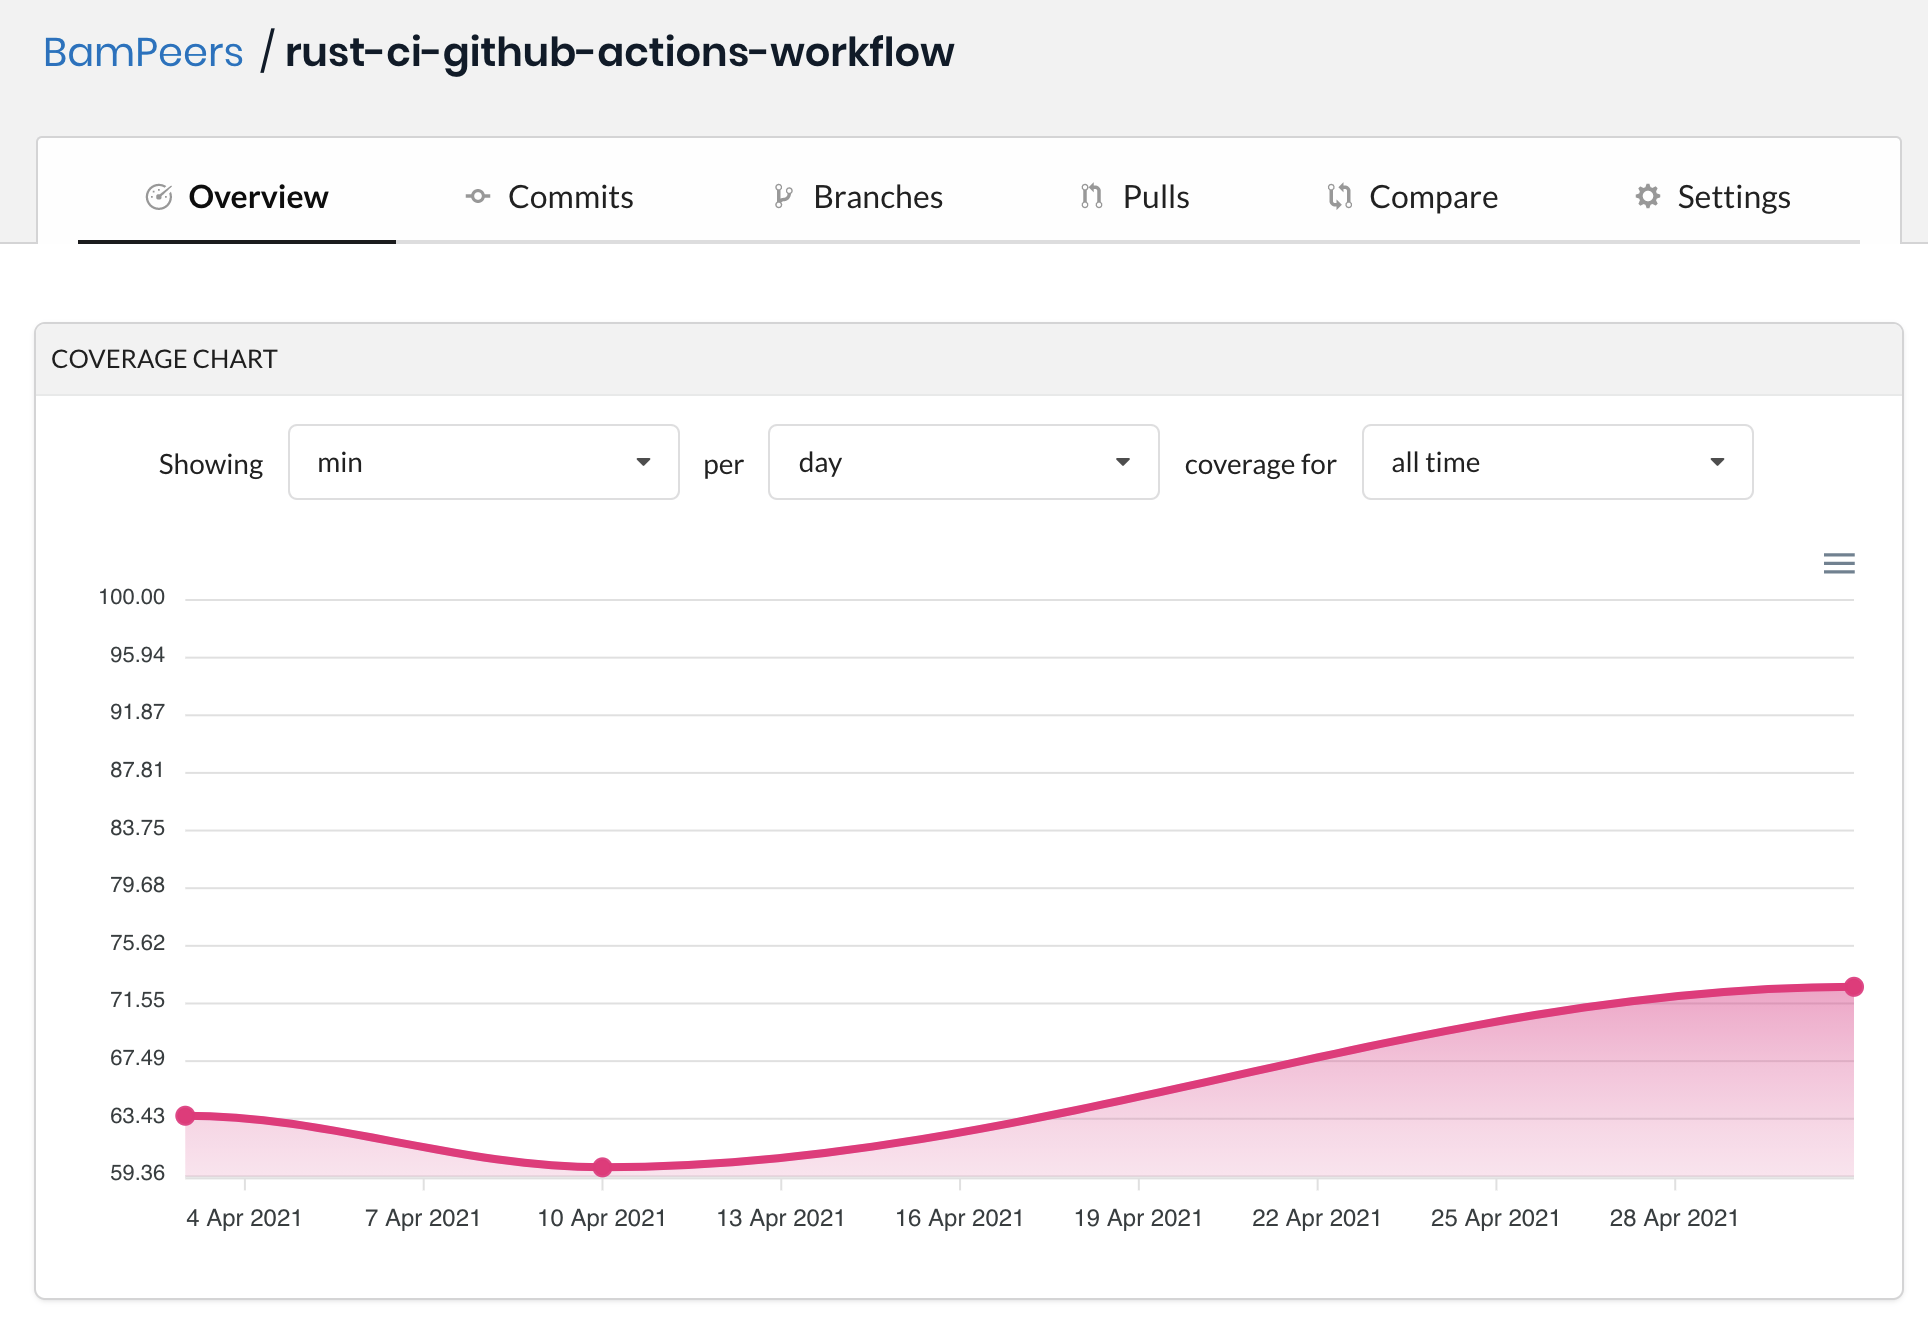 BamPeers / rust-ci-github-actions-workflow
Overview Commits Branches Pulls Compare Settings
COVERAGE CHART
Showing min per day coverage for all time
100.00
95.94
91.87
87.81
83.75
79.68
75.62
71.55
67.49
63.43
59.36
4 Apr 2021 7 Apr 2021 10 Apr 2021 13 Apr 2021 16 Apr 2021 19 Apr 2021 22 Apr 2021 25 Apr 2021 28 Apr 2021